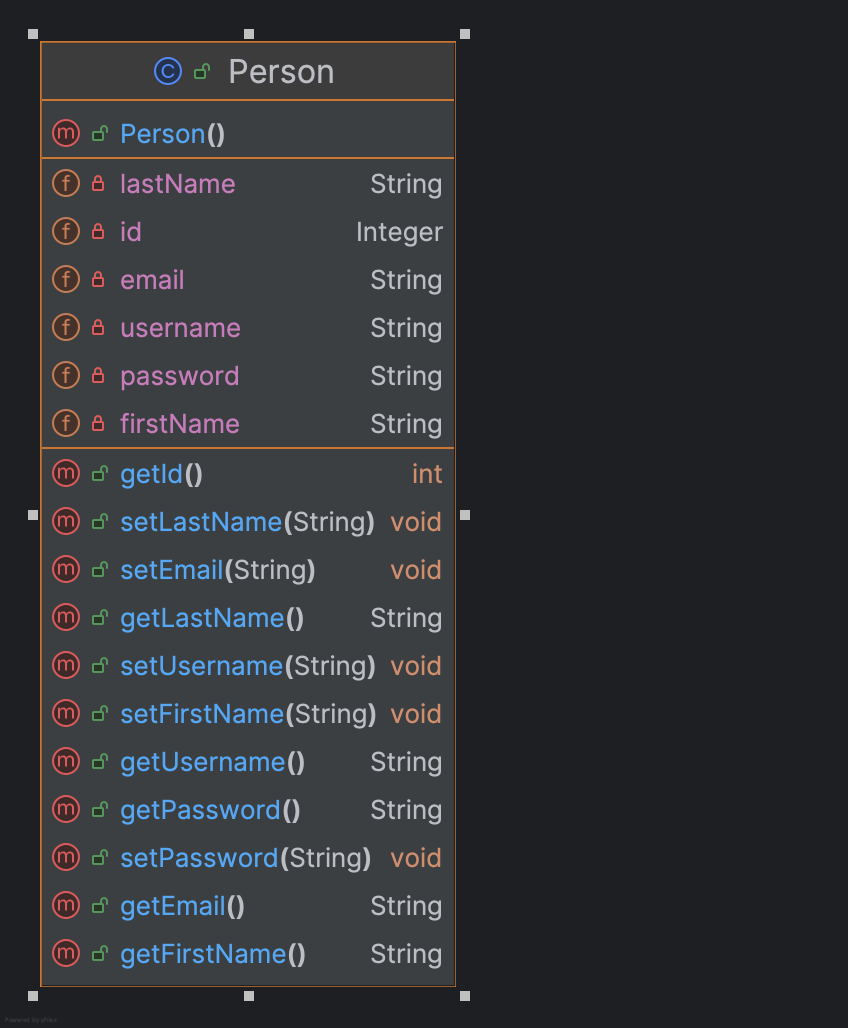 C Person
m Person()
f lastName String
f id Integer
f email String
f username String
f password String
f firstName String
m getId() int
m setLastName(String) void
m setEmail(String) void
m getLastName() String
m setUsername(String) void
m setFirstName(String) void
m getUsername() String
m getPassword() String
m setPassword(String) void
m getEmail() String
m getFirstName() String
Powered by yFiles